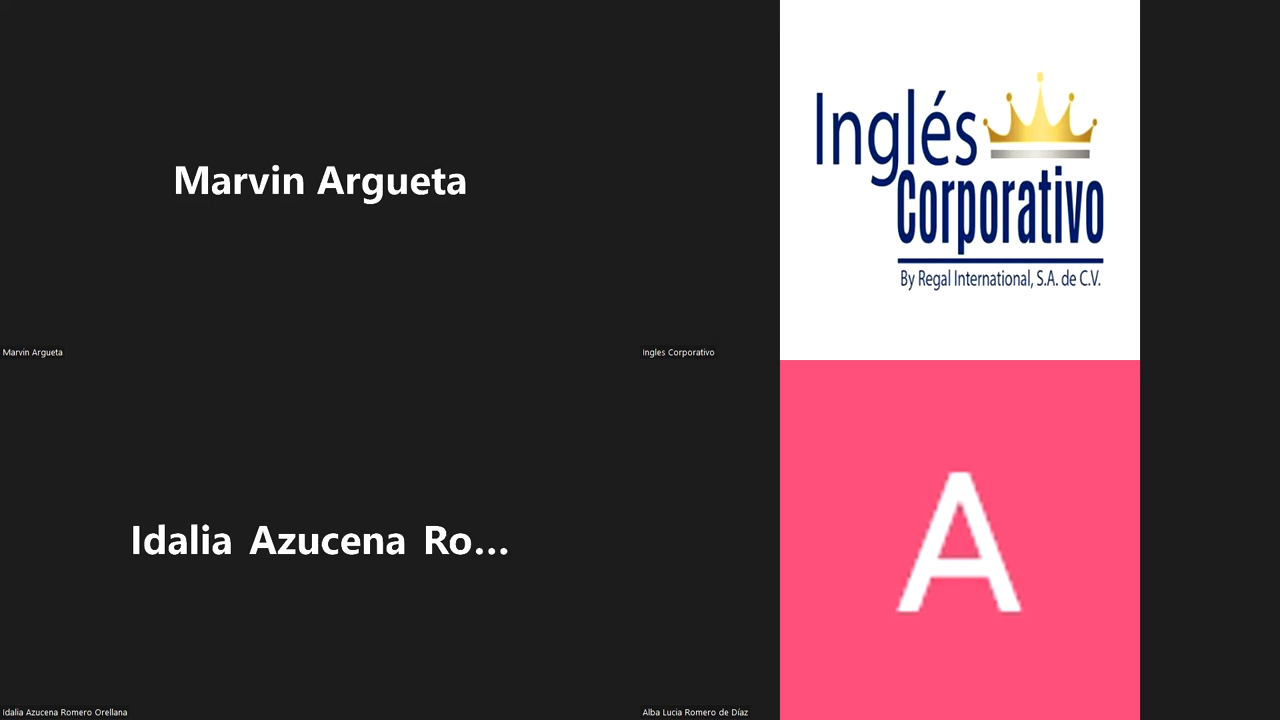 Marvin Argueta
Marvin Argueta
Inglés
Corporativo
By Regal International, S.A. de C.V.
Ingles Corporativo
Idalia Azucena Ro...
Idalia Azucena Romero Orellana
A
Alba Lucia Romero de Díaz